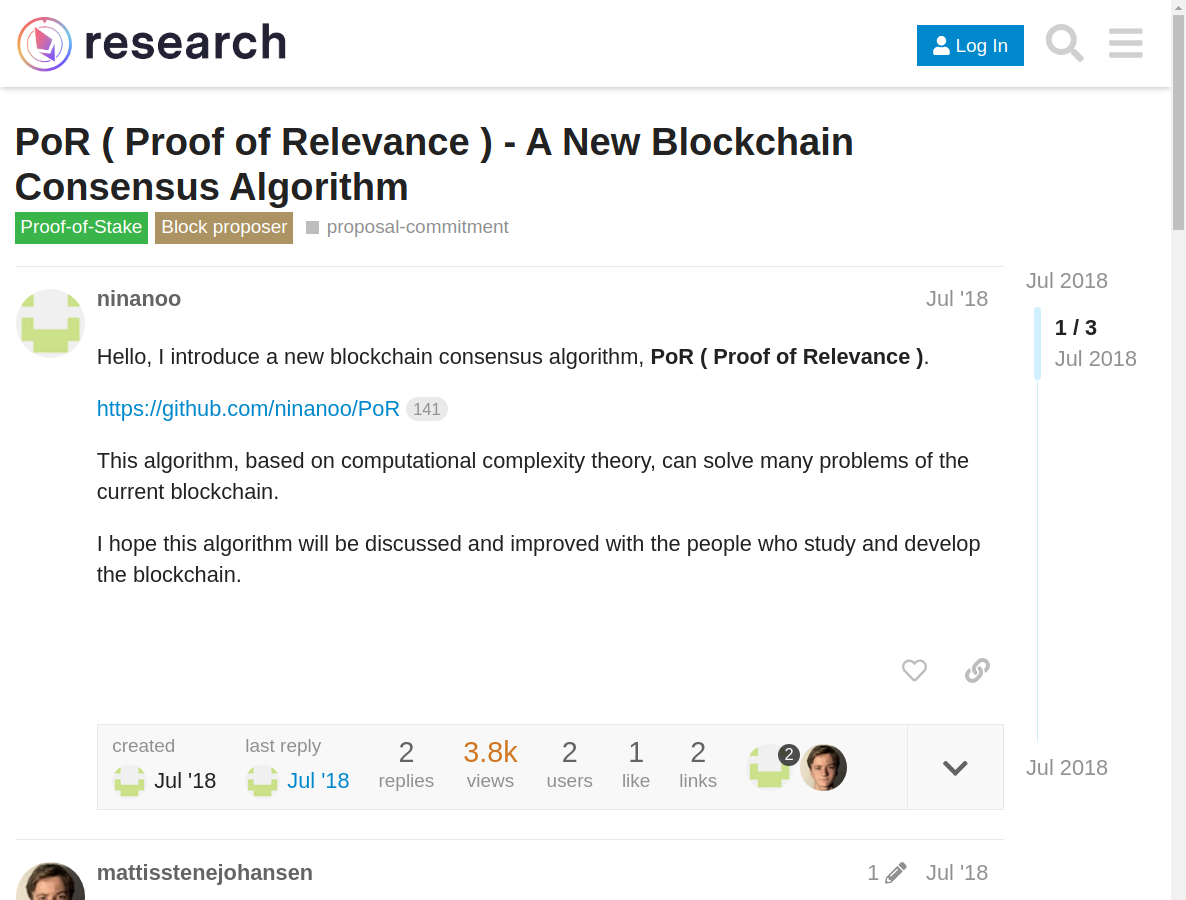 research
Log In
PoR ( Proof of Relevance ) - A New Blockchain
Consensus Algorithm
Proof-of-Stake Block proposer proposal-commitment
Jul 2018
1 / 3
Jul 2018
Jul 2018
ninanoo Jul '18
Hello, I introduce a new blockchain consensus algorithm, PoR ( Proof of Relevance ).
https://github.com/ninanoo/PoR 141
This algorithm, based on computational complexity theory, can solve many problems of the
current blockchain.
I hope this algorithm will be discussed and improved with the people who study and develop
the blockchain.
created
Jul '18
last reply
Jul '18
2
replies
3.8k
views
2
users
1
like
2
links
2
mattisstenejohansen 1 Jul '18